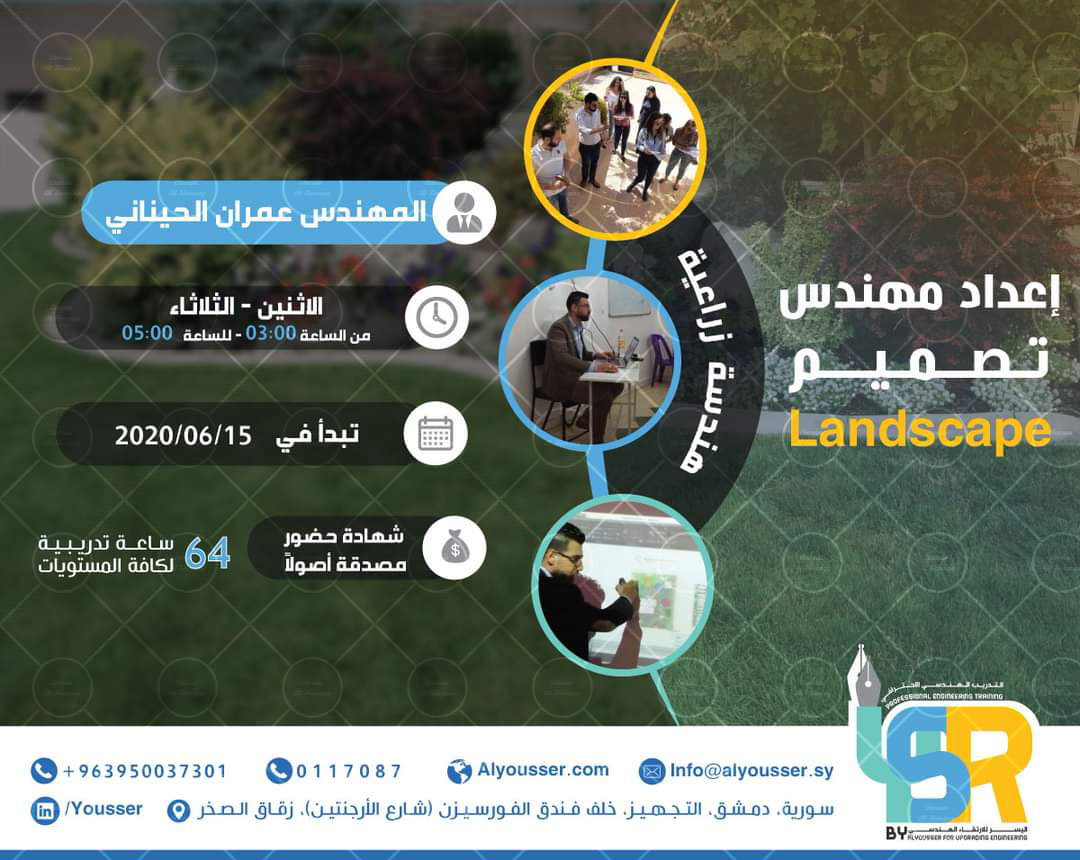 إعداد مهندس
تصميم
Landscape
هندسة زراعية
المهندس عمران الحيناني
الاثنين - الثلاثاء
من الساعة 03:00 - للساعة 05:00
تبدأ في 2020/06/15
شهادة حضور
مصدقة أصولاً
64 ساعة تدريبية
لكافة المستويات
التدريب الهندسي الاحترافي
PROFESSIONAL ENGINEERING TRAINING
YSR
اليسر للارتقاء الهندسي
BY ALYOUSSER FOR UPGRADING ENGINEERING
+963950037301
0117087
Alyousser.com
Info@alyousser.sy
/Yousser
سورية، دمشق، التجهيز، خلف فندق الفورسيزن (شارع الأرجنتين)، زقاق الصخر